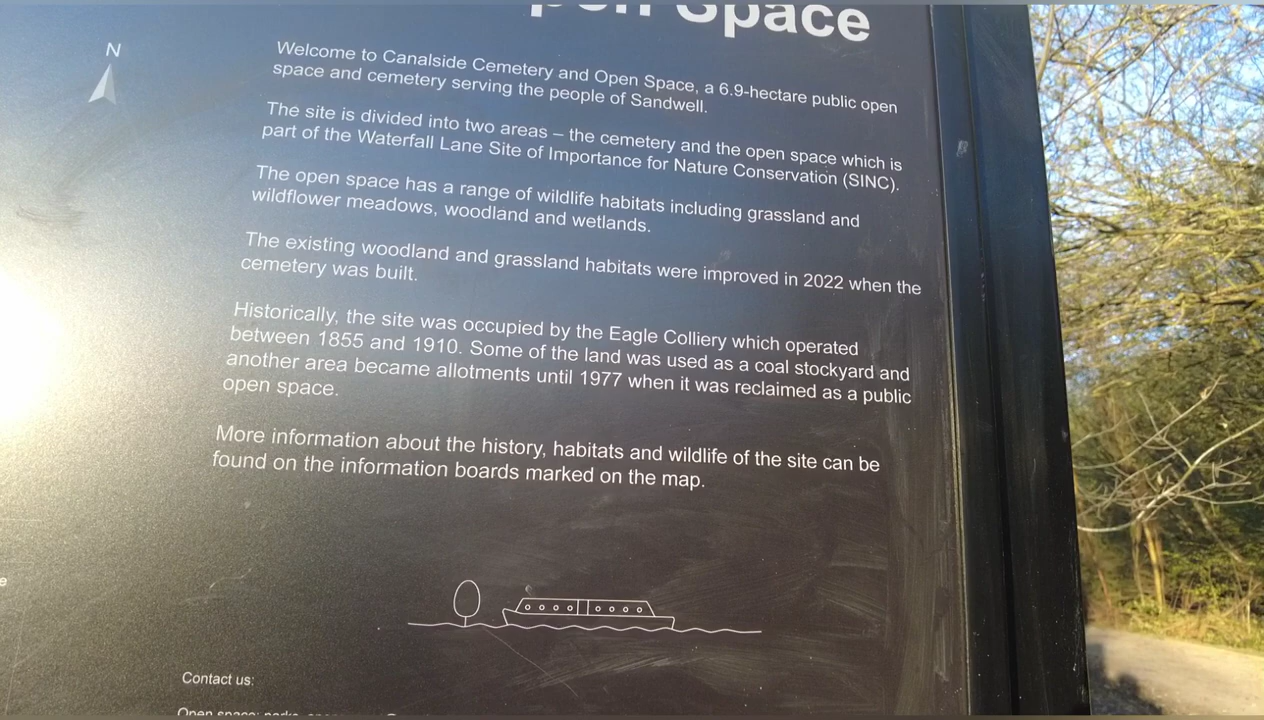 Space
N
Welcome to Canalside Cemetery and Open Space, a 6.9-hectare public open
space and cemetery serving the people of Sandwell.
The site is divided into two areas – the cemetery and the open space which is
part of the Waterfall Lane Site of Importance for Nature Conservation (SINC).
The open space has a range of wildlife habitats including grassland and
wildflower meadows, woodland and wetlands.
The existing woodland and grassland habitats were improved in 2022 when the
cemetery was built.
Historically, the site was occupied by the Eagle Colliery which operated
between 1855 and 1910. Some of the land was used as a coal stockyard and
another area became allotments until 1977 when it was reclaimed as a public
open space.
More information about the history, habitats and wildlife of the site can be
found on the information boards marked on the map.
Contact us:
Open space: